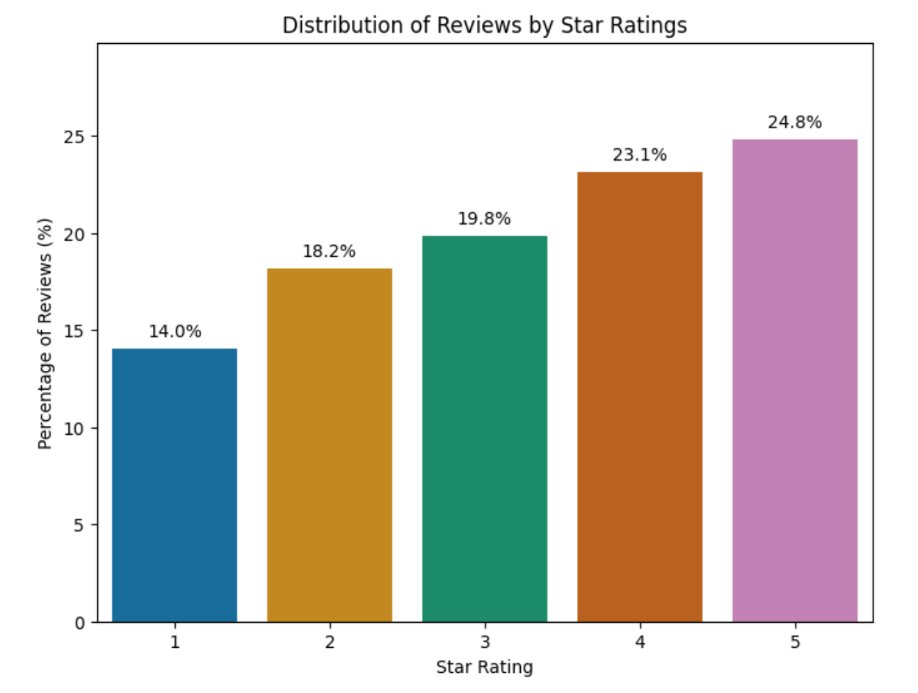 Distribution of Reviews by Star Ratings
Percentage of Reviews (%)
25
20
15
10
5
0
14.0%
18.2%
19.8%
23.1%
24.8%
1 2 3 4 5
Star Rating